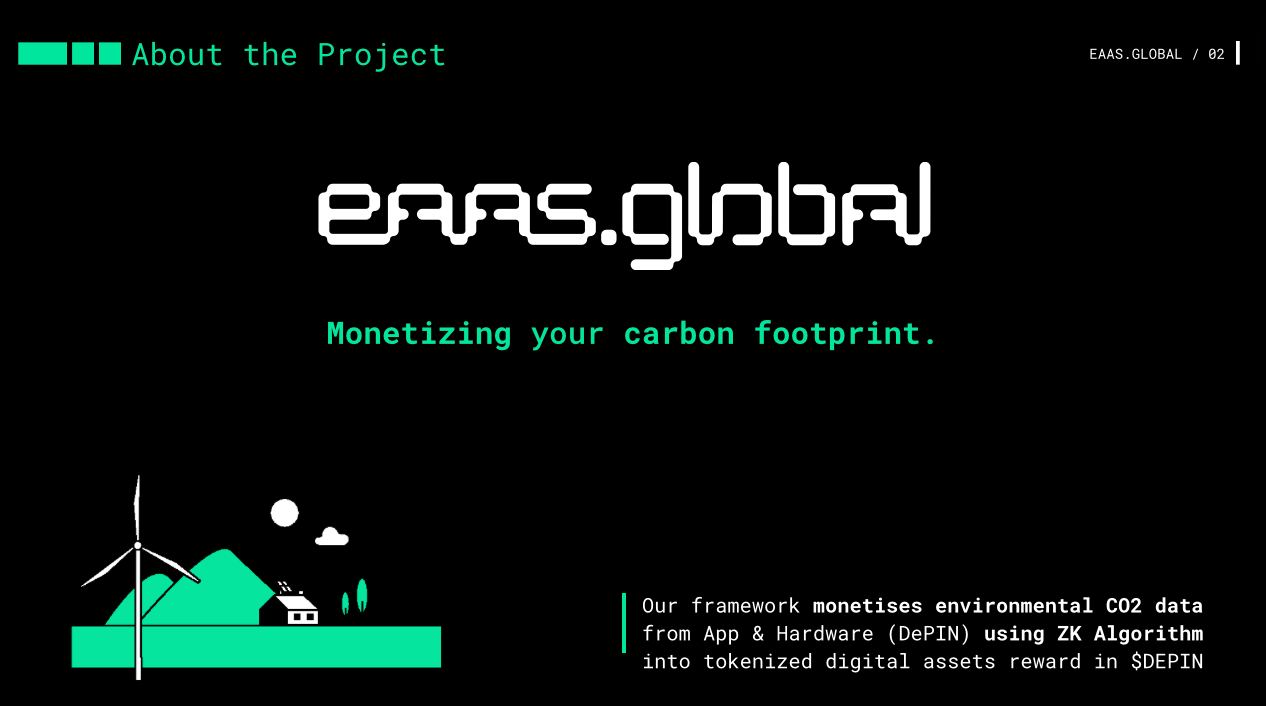 About the Project
EAAS.GLOBAL / 02
eAAs.globAl
Monetizing your carbon footprint.
Our framework monetises environmental CO2 data
from App & Hardware (DePIN) using ZK Algorithm
into tokenized digital assets reward in $DEPIN